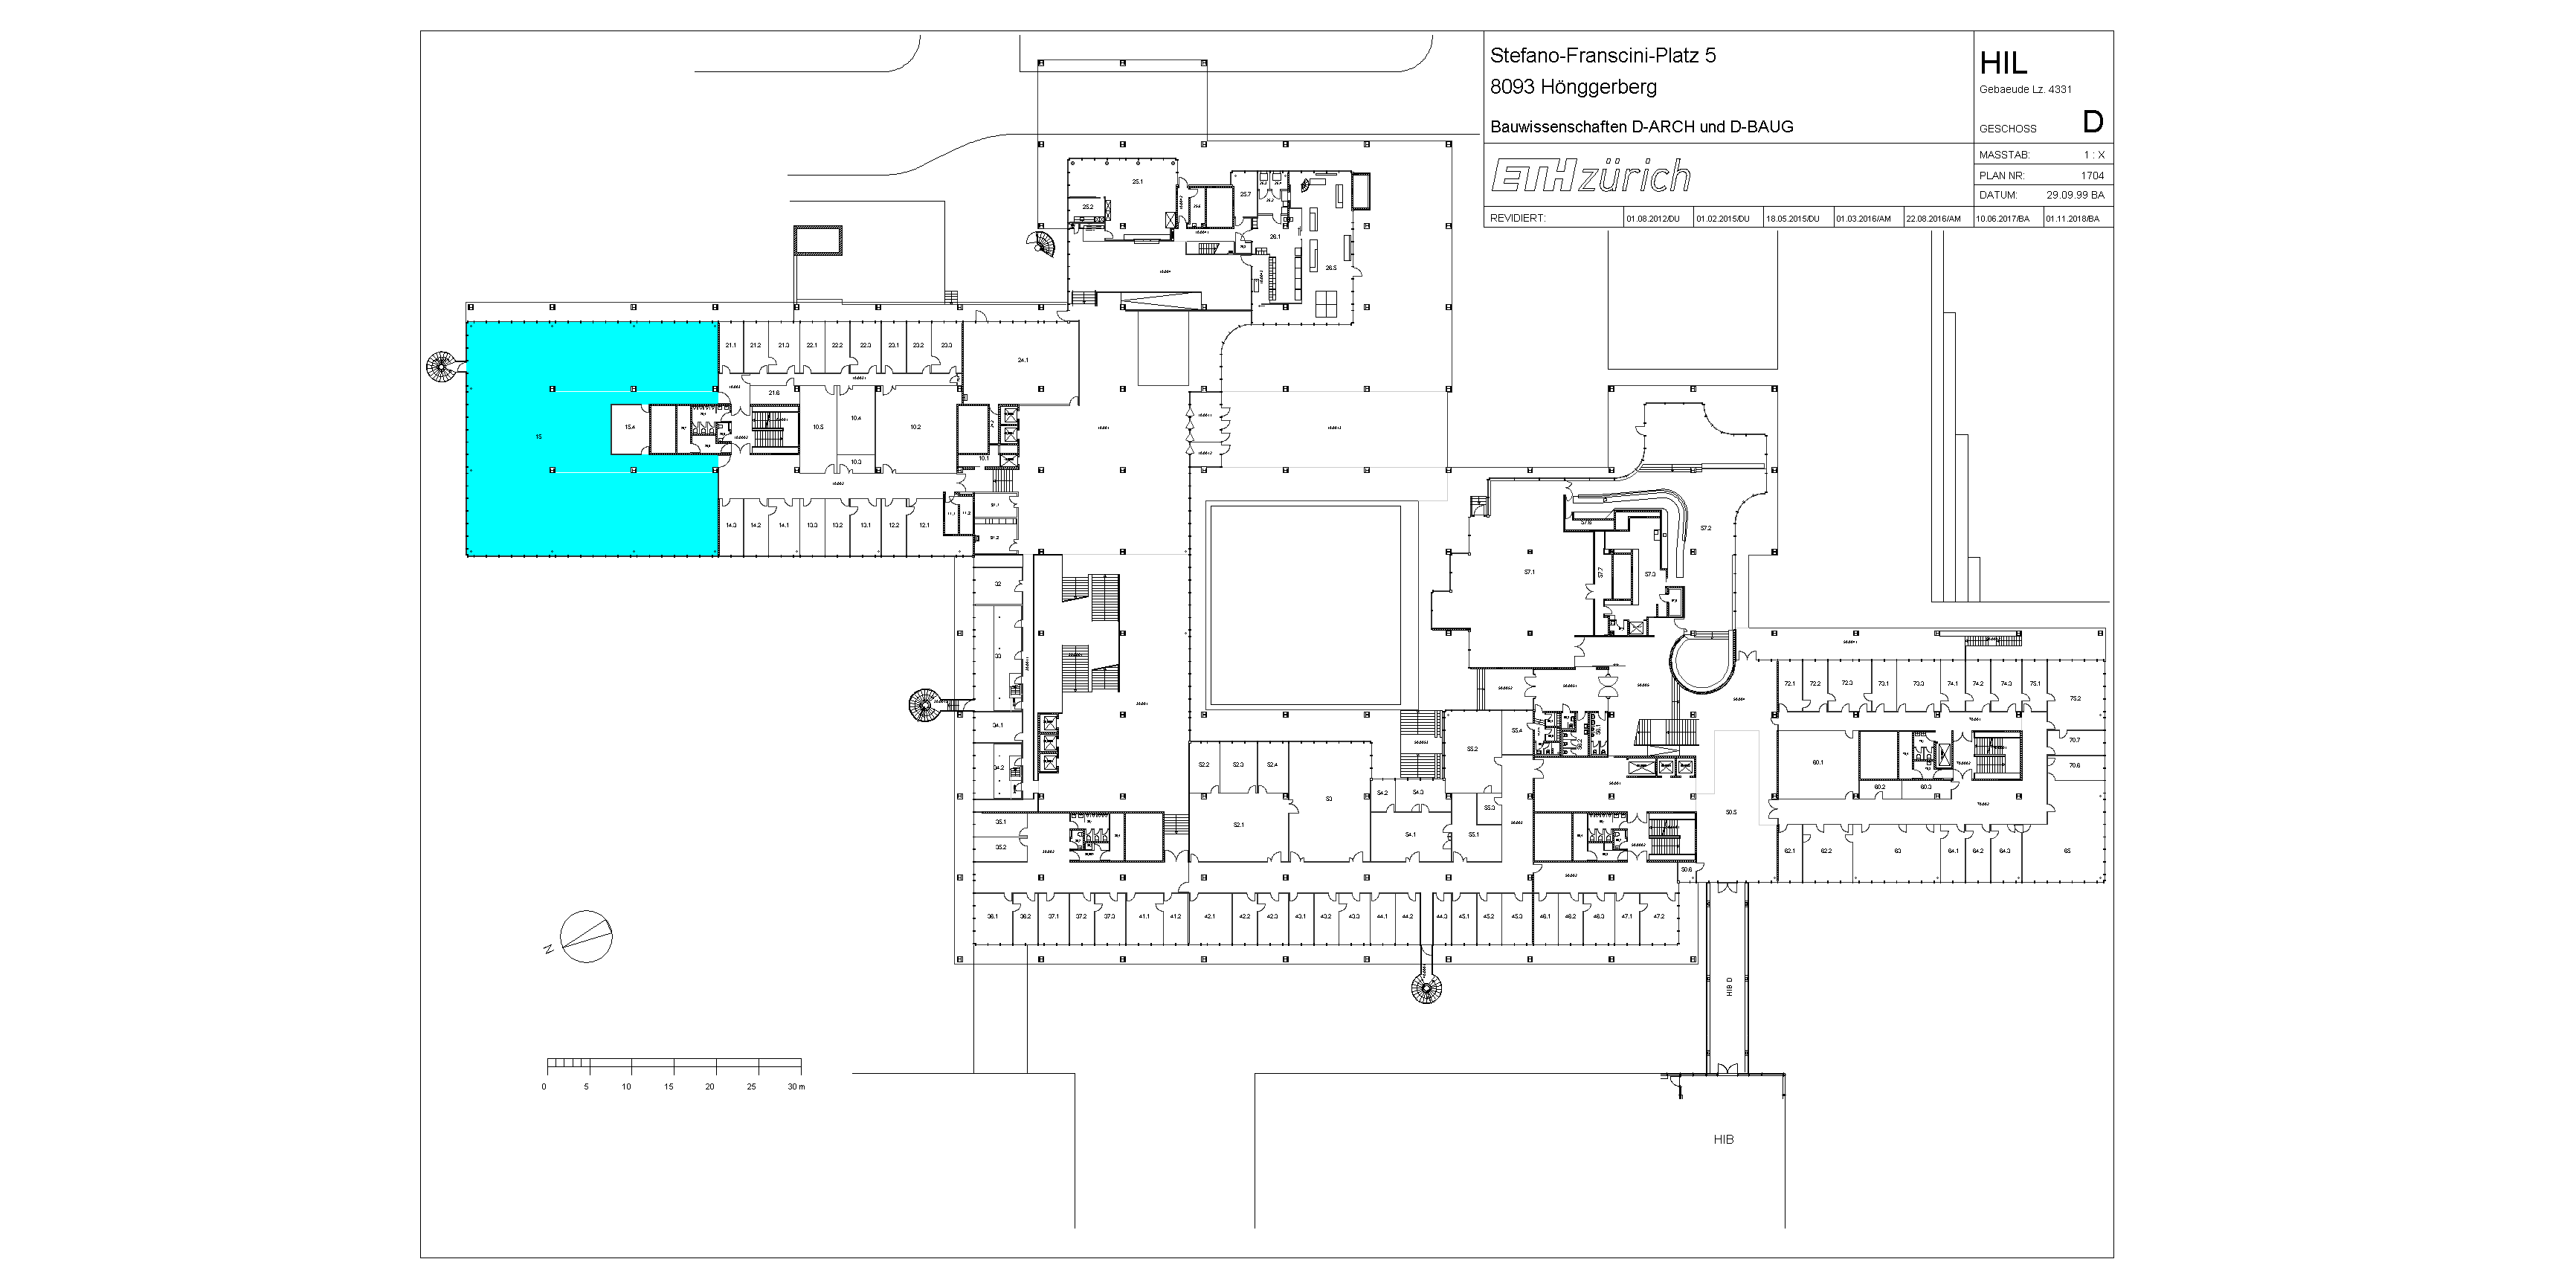 Stefano-Franscini-Platz 5
8093 Hönggerberg
Bauwissenschaften D-ARCH und D-BAUG
HIL
Gebaeude Lz. 4331
GESCHOSS D
ETH zürich
MASSTAB: 1 : X
PLAN NR: 1704
DATUM: 29.09.99 BA
REVIDIERT: 01.08.2012/DU 01.02.2015/DU 18.05.2015/DU 01.03.2016/AM 22.08.2016/AM 10.06.2017/BA 01.11.2018/BA
25.1
25.2
25.7
26.1
26.5
21.1 21.2 21.3 22.1 22.2 22.3 23.1 23.2 23.3
24.1
21.6
15
15.4
10.5
10.4
10.2
10.3
10.1
14.3 14.2 14.1 13.3 13.2 13.1 12.2 12.1
32
33
34.1
34.2
35.1
35.2
57.1
57.2
57.3
57.7
52.2 52.3 52.4
52.1
53
54.2 54.3
54.1
55.2
55.4
55.3
55.1
50.5
50.6
72.1 72.2 72.3 73.1 73.3 74.1 74.2 74.3 75.1
75.2
70.7
70.6
60.1
60.2 60.3
62.1 62.2 63 64.1 64.2 64.3 65
36.1 36.2 37.1 37.2 37.3 41.1 41.2 42.1 42.2 42.3 43.1 43.2 43.3 44.1 44.2 44.3 45.1 45.2 45.3 46.1 46.2 46.3 47.1 47.2
N
HIB D
0 5 10 15 20 25 30 m
HIB